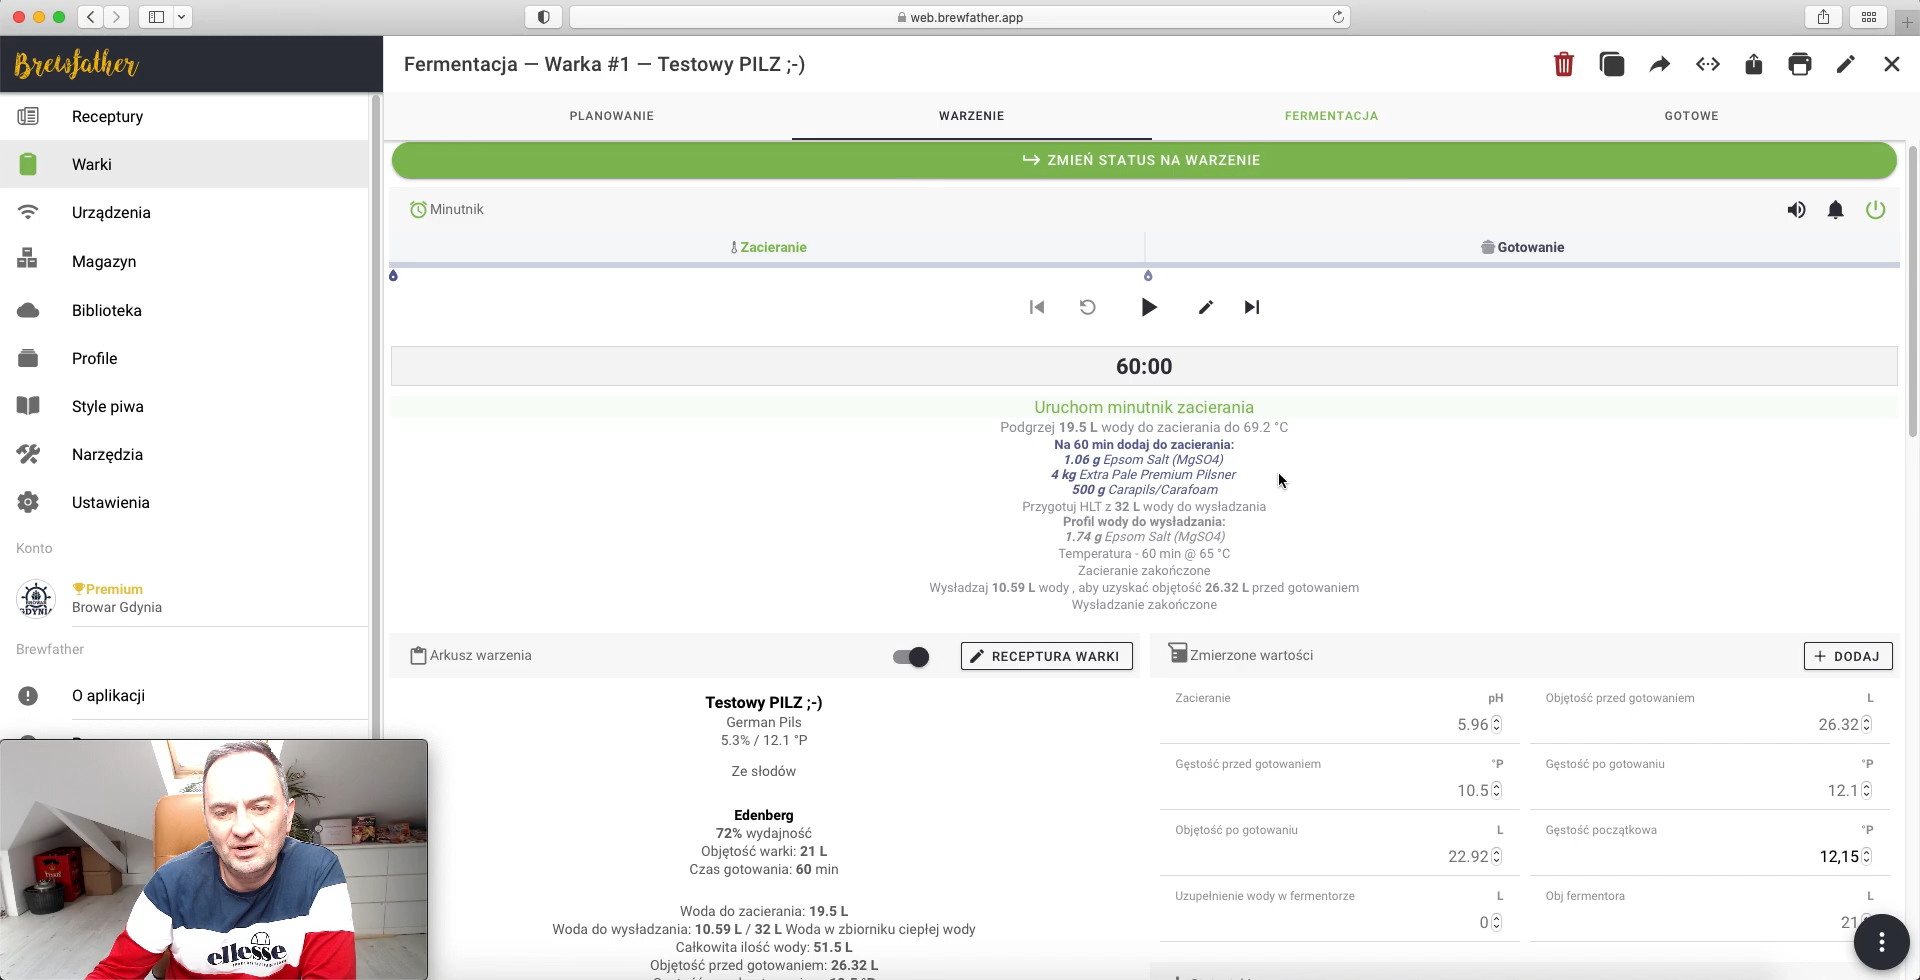 web.brewfather.app
Brewfather
Fermentacja — Warka #1 — Testowy PILZ ;-)
Receptury
Warki
Urządzenia
Magazyn
Biblioteka
Profile
Style piwa
Narzędzia
Ustawienia
Konto
Premium
Browar Gdynia
Brewfather
O aplikacji
PLANOWANIE
WARZENIE
FERMENTACJA
GOTOWE
ZMIEŃ STATUS NA WARZENIE
Minutnik
Zacieranie
Gotowanie
60:00
Uruchom minutnik zacierania
Podgrzej 19.5 L wody do zacierania do 69.2 °C
Na 60 min dodaj do zacierania:
1.06 g Epsom Salt (MgSO4)
4 kg Extra Pale Premium Pilsner
500 g Carapils/Carafoam
Przygotuj HLT z 32 L wody do wysładzania
Profil wody do wysładzania:
1.74 g Epsom Salt (MgSO4)
Temperatura - 60 min @ 65 °C
Zacieranie zakończone
Wysładzaj 10.59 L wody , aby uzyskać objętość 26.32 L przed gotowaniem
Wysładzanie zakończone
Arkusz warzenia
RECEPTURA WARKI
Testowy PILZ ;-)
German Pils
5.3% / 12.1 °P
Ze słodów
Edenberg
72% wydajność
Objętość warki: 21 L
Czas gotowania: 60 min
Woda do zacierania: 19.5 L
Woda do wysładzania: 10.59 L / 32 L Woda w zbiorniku ciepłej wody
Całkowita ilość wody: 51.5 L
Objętość przed gotowaniem: 26.32 L
Zmierzone wartości
+ DODAJ
Zacieranie pH
5.96
Objętość przed gotowaniem L
26.32
Gęstość przed gotowaniem °P
10.5
Gęstość po gotowaniu °P
12.1
Objętość po gotowaniu L
22.92
Gęstość początkowa °P
12,15
Uzupełnienie wody w fermentorze L
0
Obj fermentora L
21
ellesse